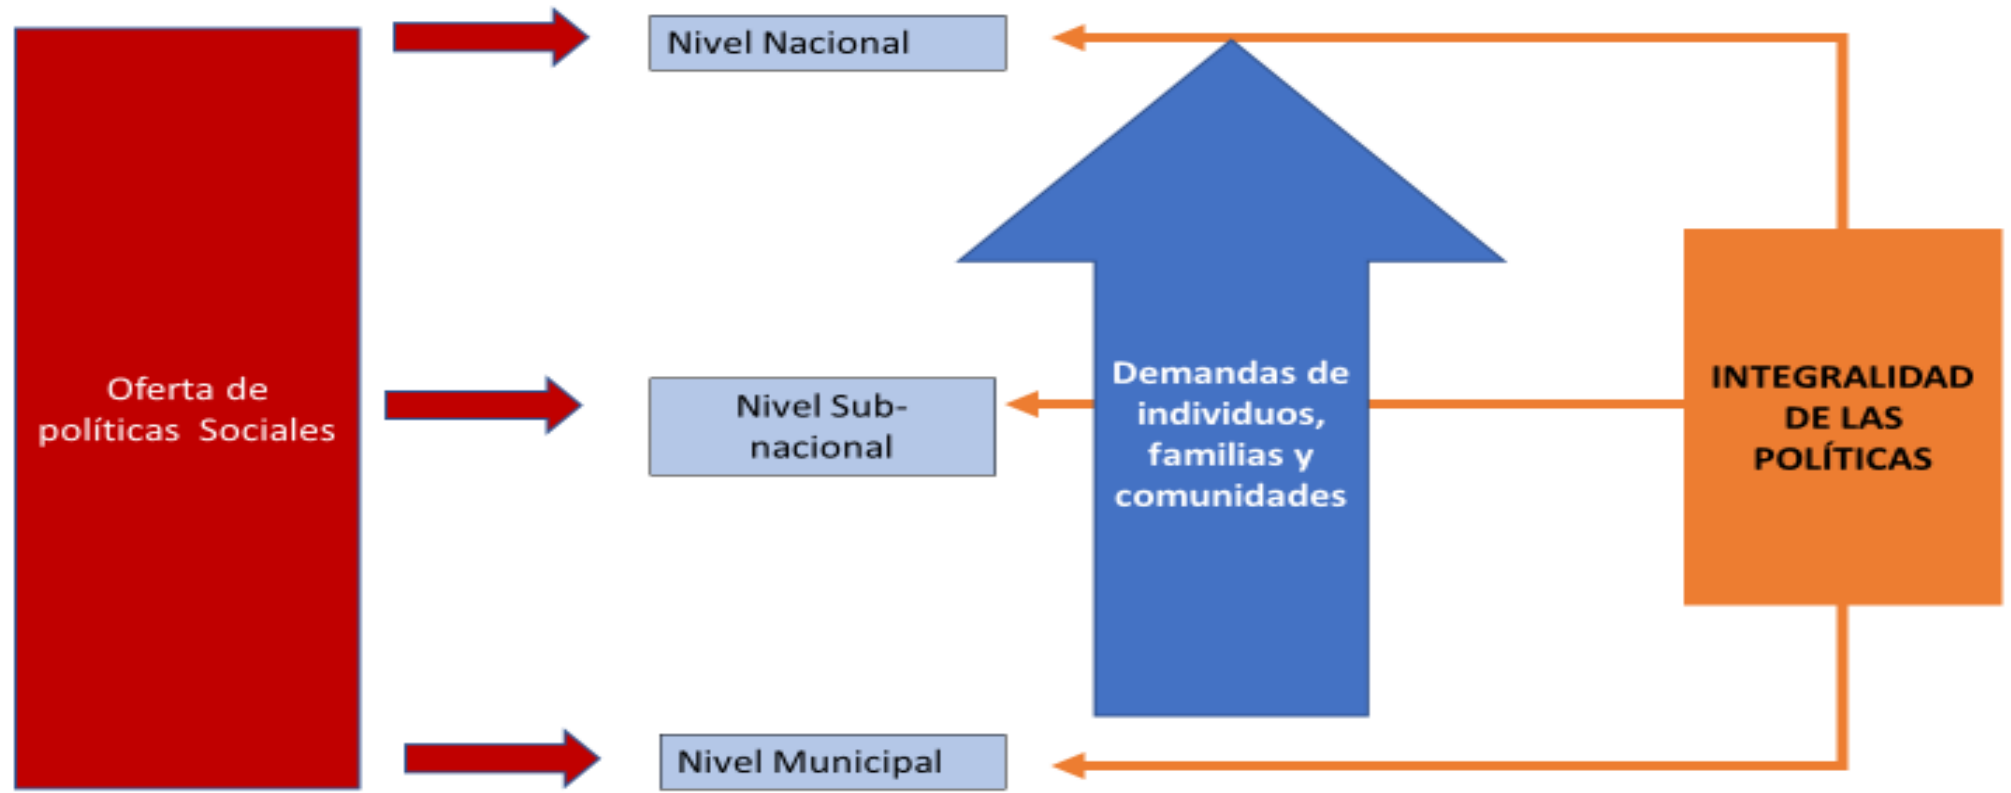 Nivel Nacional
Oferta de
políticas  Sociales
Nivel Sub-
nacional
Demandas de
individuos,
familias y
comunidades
INTEGRALIDAD
DE LAS
POLÍTICAS
Nivel Municipal